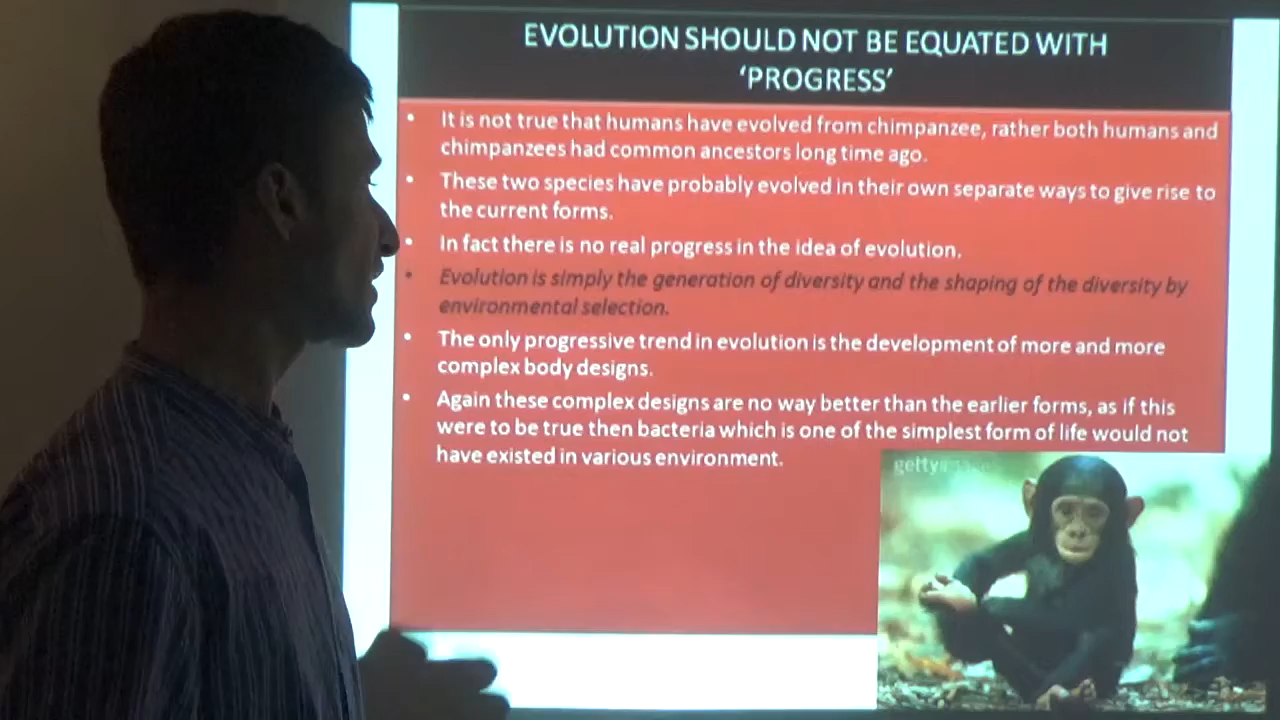 EVOLUTION SHOULD NOT BE EQUATED WITH
‘PROGRESS’
• It is not true that humans have evolved from chimpanzee, rather both humans and
chimpanzees had common ancestors long time ago.
• These two species have probably evolved in their own separate ways to give rise to
the current forms.
• In fact there is no real progress in the idea of evolution.
• Evolution is simply the generation of diversity and the shaping of the diversity by
environmental selection.
• The only progressive trend in evolution is the development of more and more
complex body designs.
• Again these complex designs are no way better than the earlier forms, as if this
were to be true then bacteria which is one of the simplest form of life would not
have existed in various environment.